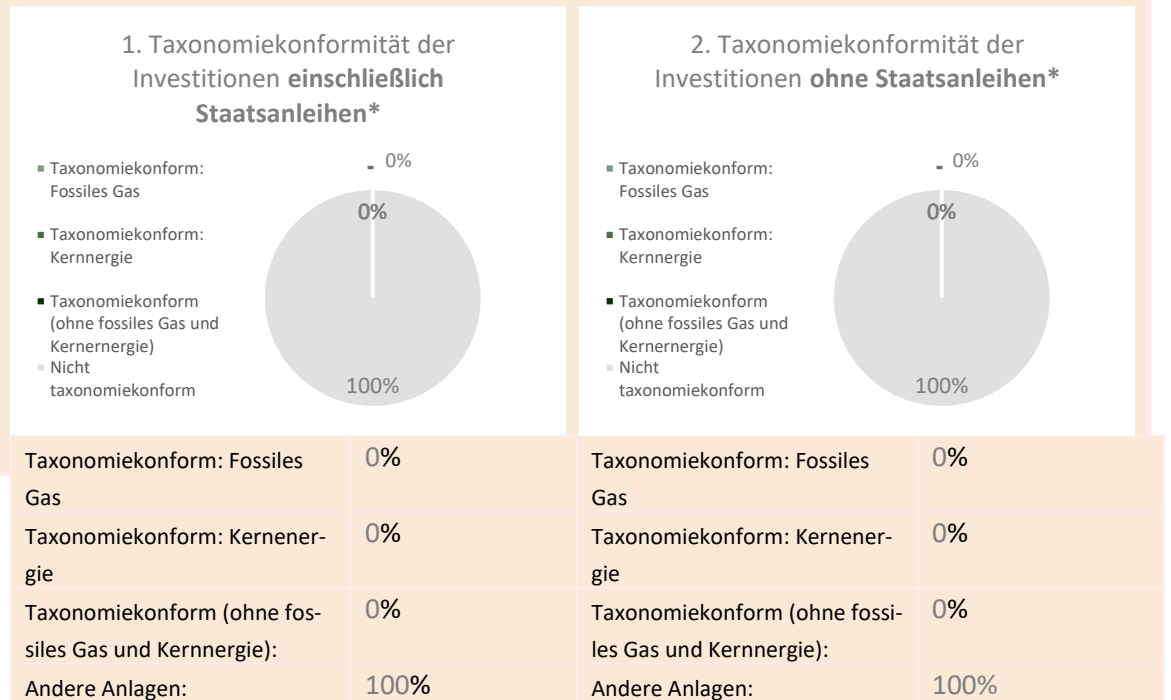 1. Taxonomiekonformität der
Investitionen einschließlich
Staatsanleihen*
Taxonomiekonform:
Fossiles Gas
Taxonomiekonform:
Kernnergie
Taxonomiekonform
(ohne fossiles Gas und
Kernernergie)
Nicht
taxonomiekonform
- 0%
0%
100%
2. Taxonomiekonformität der
Investitionen ohne Staatsanleihen*
Taxonomiekonform:
Fossiles Gas
Taxonomiekonform:
Kernnergie
Taxonomiekonform
(ohne fossiles Gas und
Kernernergie)
Nicht
taxonomiekonform
- 0%
0%
100%
Taxonomiekonform: Fossiles
Gas
0%
Taxonomiekonform: Fossiles
Gas
0%
Taxonomiekonform: Kernener-
gie
0%
Taxonomiekonform: Kernener-
gie
0%
Taxonomiekonform (ohne fos-
siles Gas und Kernnergie):
0%
Taxonomiekonform (ohne fossi-
les Gas und Kernnergie):
0%
Andere Anlagen:
100%
Andere Anlagen:
100%